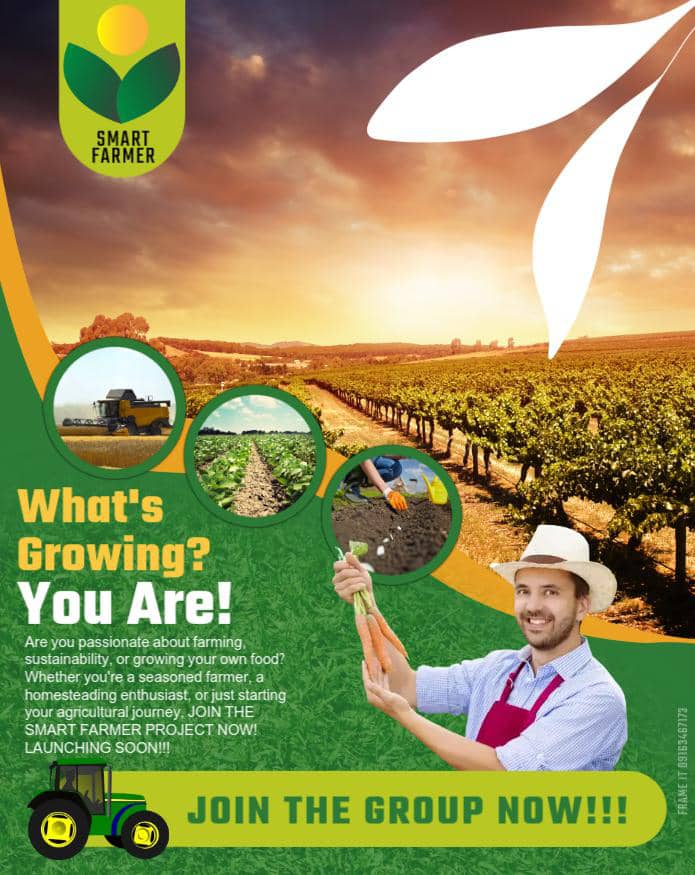 SMART
FARMER
What's
Growing?
You Are!
Are you passionate about farming,
sustainability, or growing your own food?
Whether you're a seasoned farmer, a
homesteading enthusiast, or just starting
your agricultural journey, JOIN THE
SMART FARMER PROJECT NOW!
LAUNCHING SOON!!!
JOIN THE GROUP NOW!!!
FRAME IT 09163467173